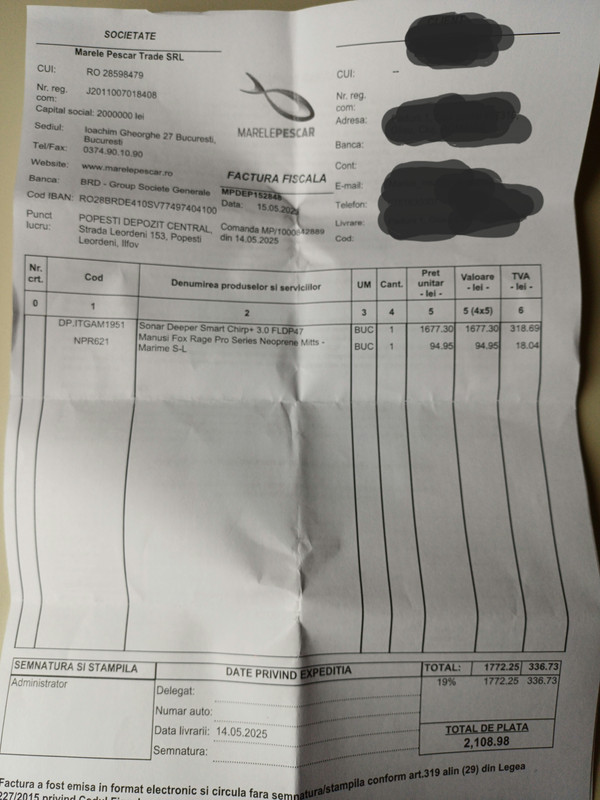 SOCIETATE
Marele Pescar Trade SRL
CUI: RO 28598479
Nr. reg. com: J2011007018408
Capital social: 2000000 lei
Sediul: Ioachim Gheorghe 27 Bucuresti, Bucuresti
Tel/Fax: 0374.90.10.90
Website: www.marelepescar.ro
Banca: BRD - Group Societe Generale
Cod IBAN: RO28BRDE410SV77497404100
Punct lucru: POPESTI DEPOZIT CENTRAL, Strada Leordeni 153, Popesti Leordeni, Ilfov
MARELEPESCAR
FACTURA FISCALA
MPDEP152848
Data: 15.05.2025
Comanda MP/1000542889
din 14.05.2025
CUI: --
Nr. reg. com:
Adresa:
Banca:
Cont:
E-mail:
Telefon:
Livrare:
Cod:
Nr. crt. Cod Denumirea produselor si serviciilor UM Cant. Pret unitar - lei - Valoare - lei - TVA - lei -
0 1 2 3 4 5 5 (4x5) 6
DP.ITGAM1951 Sonar Deeper Smart Chirp+ 3.0 FLDP47 BUC 1 1677.30 1677.30 318.69
NPR621 Manusi Fox Rage Pro Series Neoprene Mitts - Marime S-L BUC 1 94.95 94.95 18.04
SEMNATURA SI STAMPILA
Administrator
DATE PRIVIND EXPEDITIA
Delegat:
Numar auto:
Data livrarii: 14.05.2025
Semnatura:
TOTAL: 1772.25 336.73
19% 1772.25 336.73
TOTAL DE PLATA
2,108.98
Factura a fost emisa in format electronic si circula fara semnatura/stampila conform art.319 alin (29) din Legea
227/2015 privind